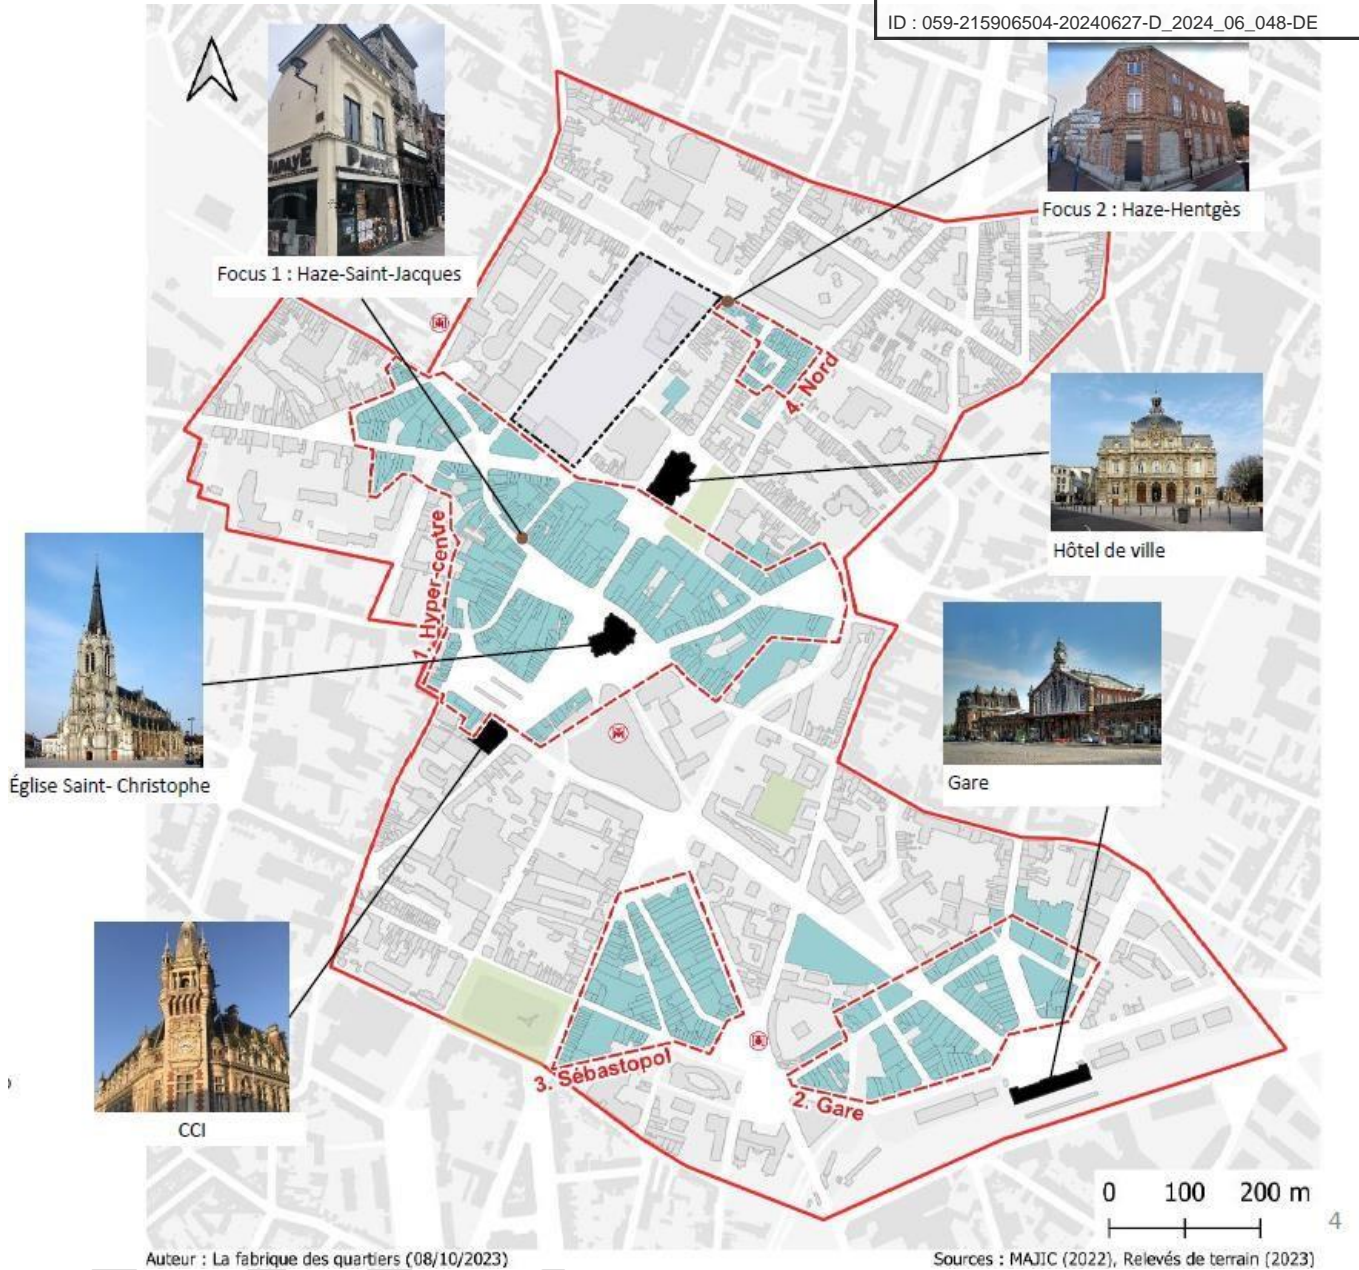 ID : 059-215906504-20240627-D_2024_06_048-DE
PAPAYE
Focus 1 : Haze-Saint-Jacques
Focus 2 : Haze-Hentgès
4. Nord
Hôtel de ville
1. Hyper-centre
Église Saint- Christophe
Gare
CCI
3. Sébastopol
2. Gare
0 100 200 m
4
Auteur : La fabrique des quartiers (08/10/2023)
Sources : MAJIC (2022), Relevés de terrain (2023)